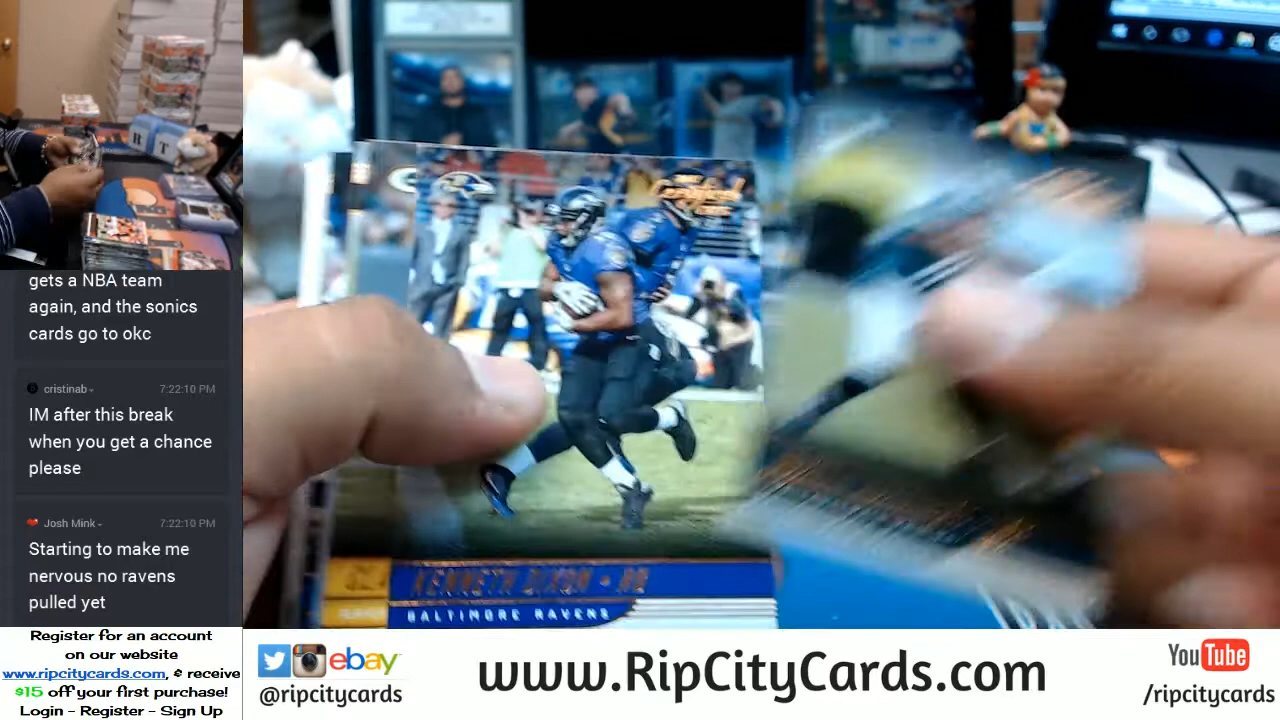 gets a NBA team
again, and the sonics
cards go to okc
cristinab
7:22:10 PM
IM after this break
when you get a chance
please
Josh Mink
7:22:10 PM
Starting to make me
nervous no ravens
pulled yet
Register for an account
on our website
www.ripcitycards.com, & receive
$15 off your first purchase!
Login - Register - Sign Up
R T
KENNETH DIXON • RB
BALTIMORE RAVENS
ebay
@ripcitycards
www.RipCityCards.com
YouTube
/ripcitycards